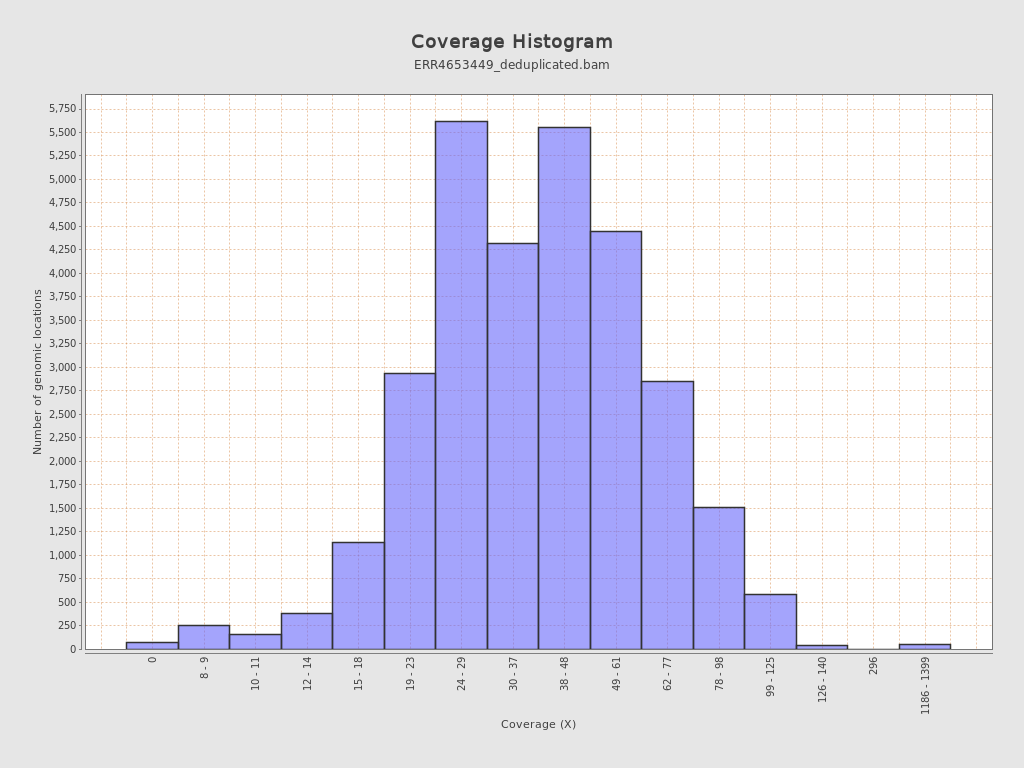 Coverage Histogram
ERR4653449_deduplicated.bam
Number of genomic locations
5,750
5,500
5,250
5,000
4,750
4,500
4,250
4,000
3,750
3,500
3,250
3,000
2,750
2,500
2,250
2,000
1,750
1,500
1,250
1,000
750
500
250
0
0
8 - 9
10 - 11
12 - 14
15 - 18
19 - 23
24 - 29
30 - 37
38 - 48
49 - 61
62 - 77
78 - 98
99 - 125
126 - 140
296
1186 - 1399
Coverage (X)